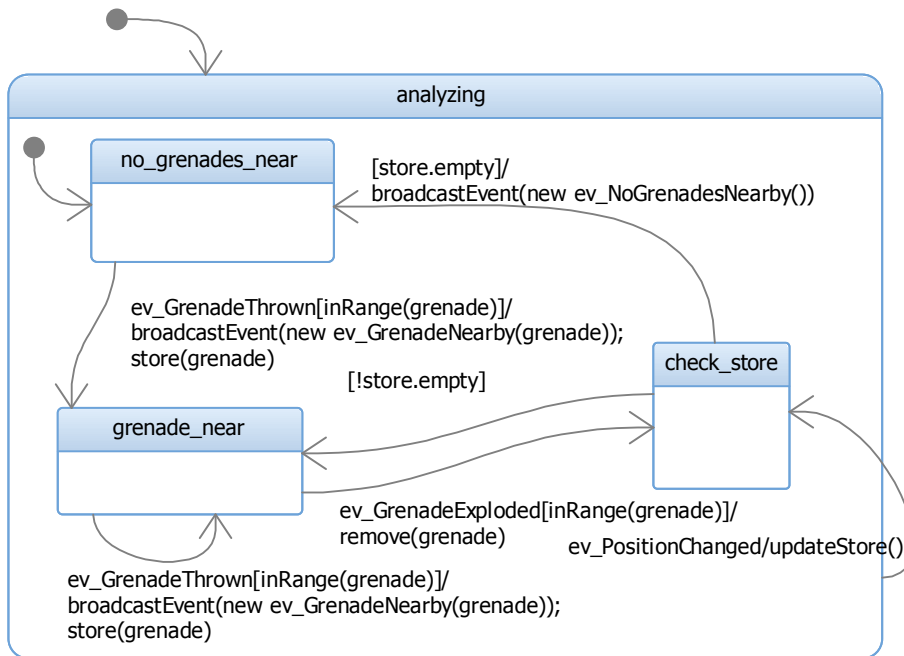 analyzing
no_grenades_near
[store.empty]/
broadcastEvent(new ev_NoGrenadesNearby())
ev_GrenadeThrown[inRange(grenade)]/
broadcastEvent(new ev_GrenadeNearby(grenade));
store(grenade)
check_store
[!store.empty]
grenade_near
ev_GrenadeExploded[inRange(grenade)]/
remove(grenade)
ev_PositionChanged/updateStore()
ev_GrenadeThrown[inRange(grenade)]/
broadcastEvent(new ev_GrenadeNearby(grenade));
store(grenade)